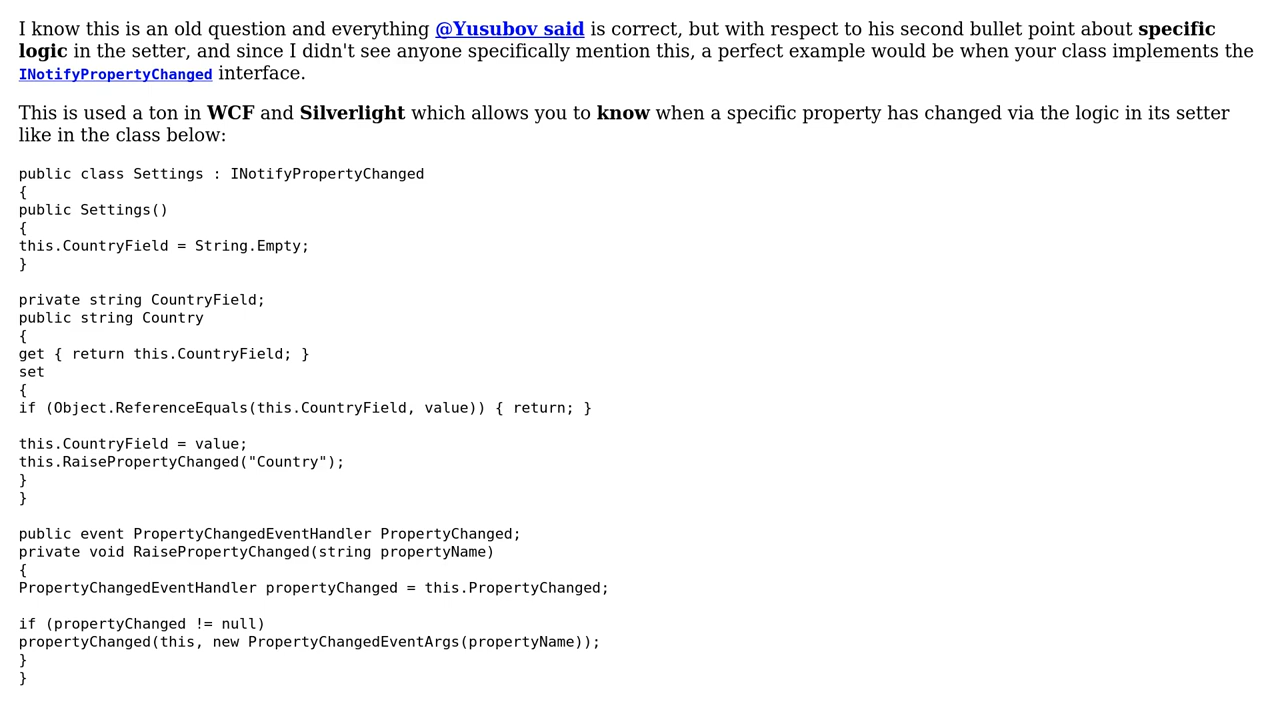 I know this is an old question and everything @Yusubov said is correct, but with respect to his second bullet point about specific
logic in the setter, and since I didn't see anyone specifically mention this, a perfect example would be when your class implements the
INotifyPropertyChanged interface.
This is used a ton in WCF and Silverlight which allows you to know when a specific property has changed via the logic in its setter
like in the class below:
public class Settings : INotifyPropertyChanged
{
public Settings()
{
this.CountryField = String.Empty;
}
private string CountryField;
public string Country
{
get { return this.CountryField; }
set
{
if (Object.ReferenceEquals(this.CountryField, value)) { return; }
this.CountryField = value;
this.RaisePropertyChanged("Country");
}
}
public event PropertyChangedEventHandler PropertyChanged;
private void RaisePropertyChanged(string propertyName)
{
PropertyChangedEventHandler propertyChanged = this.PropertyChanged;
if (propertyChanged != null)
propertyChanged(this, new PropertyChangedEventArgs(propertyName));
}
}